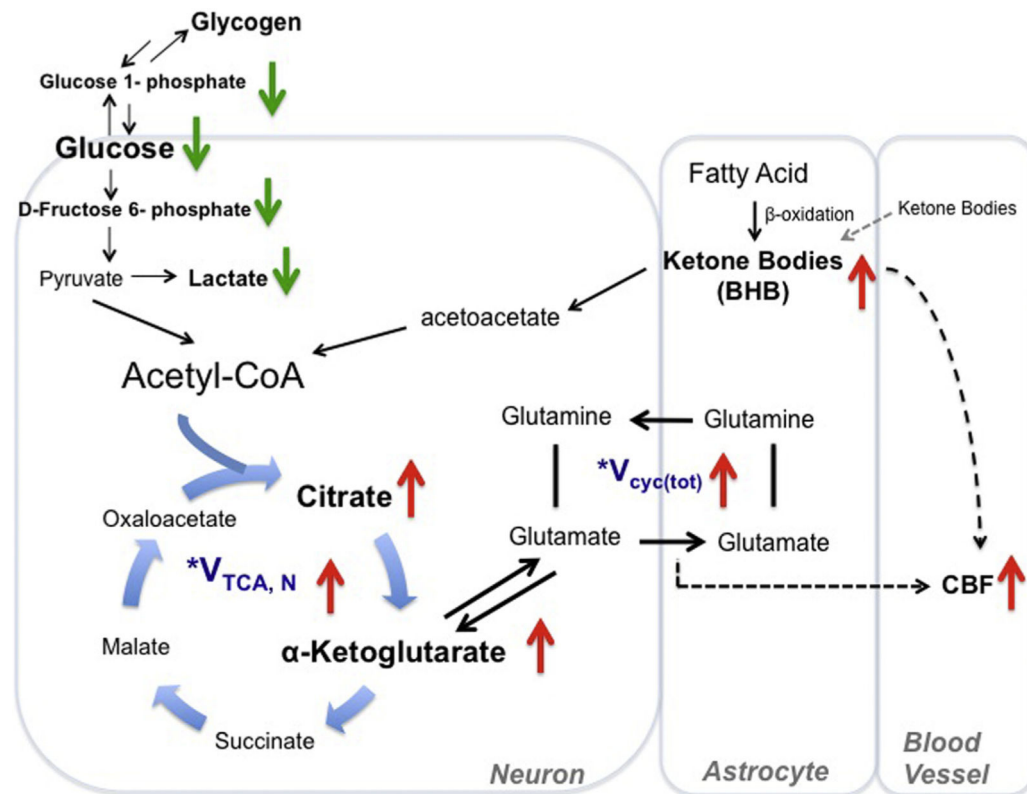 Glycogen
Glucose 1- phosphate
Glucose
D-Fructose 6- phosphate
Pyruvate
Lactate
Acetyl-CoA
acetoacetate
Fatty Acid
β-oxidation
Ketone Bodies
Ketone Bodies
(BHB)
Glutamine
Glutamine
*Vcyc(tot)
Glutamate
Glutamate
Citrate
Oxaloacetate
*VTCA, N
α-Ketoglutarate
Malate
Succinate
CBF
Neuron
Astrocyte
Blood
Vessel